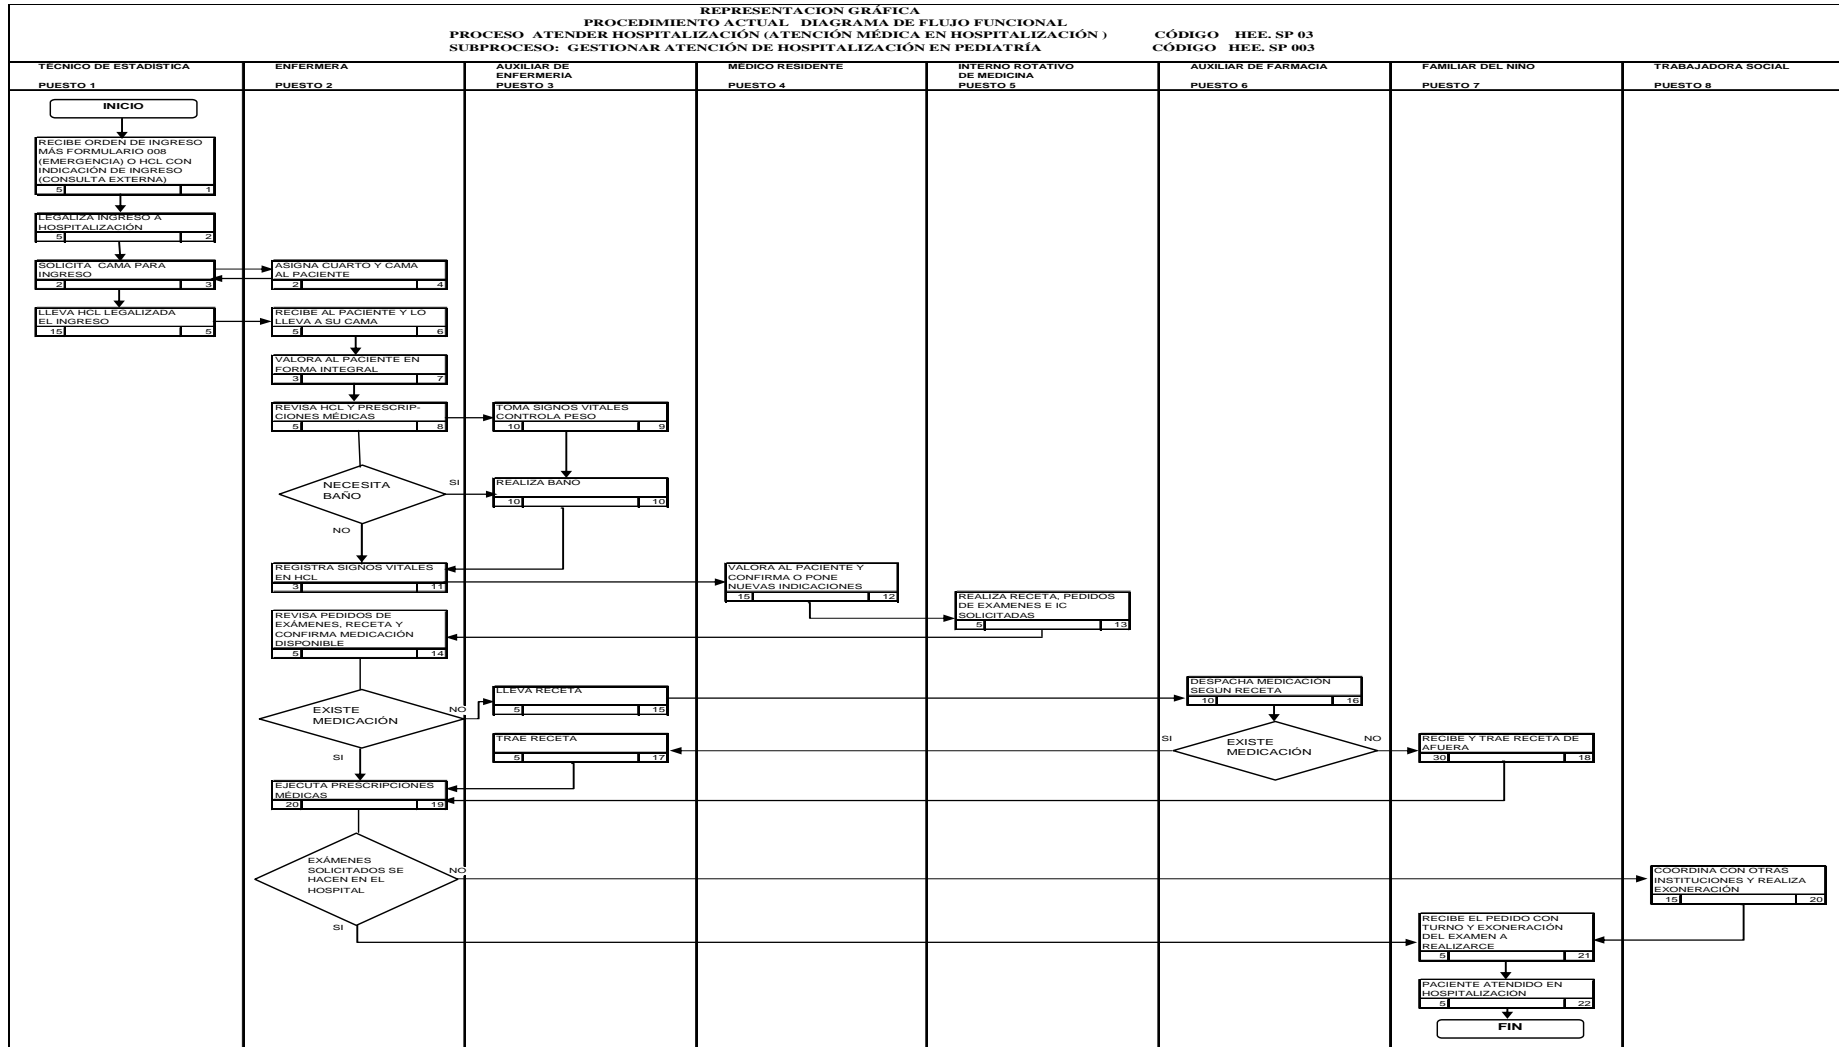 REPRESENTACION GRÁFICA
PROCEDIMIENTO ACTUAL DIAGRAMA DE FLUJO FUNCIONAL
PROCESO ATENDER HOSPITALIZACIÓN (ATENCIÓN MÉDICA EN HOSPITALIZACIÓN ) CÓDIGO HEE. SP 03
SUBPROCESO: GESTIONAR ATENCIÓN DE HOSPITALIZACIÓN EN PEDIATRÍA CÓDIGO HEE. SP 003
TÉCNICO DE ESTADÍSTICA
PUESTO 1
ENFERMERA
PUESTO 2
AUXILIAR DE
ENFERMERIA
PUESTO 3
MÉDICO RESIDENTE
PUESTO 4
INTERNO ROTATIVO
DE MEDICINA
PUESTO 5
AUXILIAR DE FARMACIA
PUESTO 6
FAMILIAR DEL NIÑO
PUESTO 7
TRABAJADORA SOCIAL
PUESTO 8
INICIO
RECIBE ORDEN DE INGRESO
MÁS FORMULARIO 008
(EMERGENCIA) O HCL CON
INDICACIÓN DE INGRESO
(CONSULTA EXTERNA)
5 1
LEGALIZA INGRESO A
HOSPITALIZACIÓN
5 2
SOLICITA CAMA PARA
INGRESO
2 3
ASIGNA CUARTO Y CAMA
AL PACIENTE
2 4
LLEVA HCL LEGALIZADA
EL INGRESO
15 5
RECIBE AL PACIENTE Y LO
LLEVA A SU CAMA
5 6
VALORA AL PACIENTE EN
FORMA INTEGRAL
3 7
REVISA HCL Y PRESCRIP-
CIONES MÉDICAS
5 8
TOMA SIGNOS VITALES
CONTROLA PESO
10 9
NECESITA
BAÑO
SI
NO
REALIZA BAÑO
10 10
REGISTRA SIGNOS VITALES
EN HCL
3 11
VALORA AL PACIENTE Y
CONFIRMA O PONE
NUEVAS INDICACIONES
15 12
REALIZA RECETA, PEDIDOS
DE EXÁMENES E IC
SOLICITADAS
5 13
REVISA PEDIDOS DE
EXÁMENES, RECETA Y
CONFIRMA MEDICACIÓN
DISPONIBLE
5 14
EXISTE
MEDICACIÓN
NO
SI
LLEVA RECETA
5 15
DESPACHA MEDICACIÓN
SEGÚN RECETA
10 16
EXISTE
MEDICACIÓN
SI
NO
TRAE RECETA
5 17
RECIBE Y TRAE RECETA DE
AFUERA
30 18
EJECUTA PRESCRIPCIONES
MÉDICAS
20 19
EXÁMENES
SOLICITADOS SE
HACEN EN EL
HOSPITAL
NO
SI
COORDINA CON OTRAS
INSTITUCIONES Y REALIZA
EXONERACIÓN
15 20
RECIBE EL PEDIDO CON
TURNO Y EXONERACIÓN
DEL EXAMEN A
REALIZARCE
5 21
PACIENTE ATENDIDO EN
HOSPITALIZACIÓN
5 22
FIN